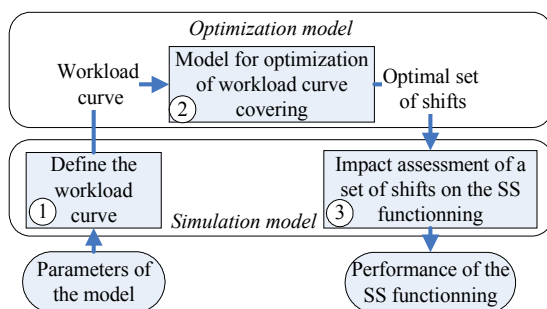 Optimization model
Workload
curve
Model for optimization
of workload curve
covering
2
Optimal set
of shifts
Define the
workload
curve
1
Simulation model
Impact assessment of a
set of shifts on the SS
functionning
3
Parameters of
the model
Performance of the
SS functionning